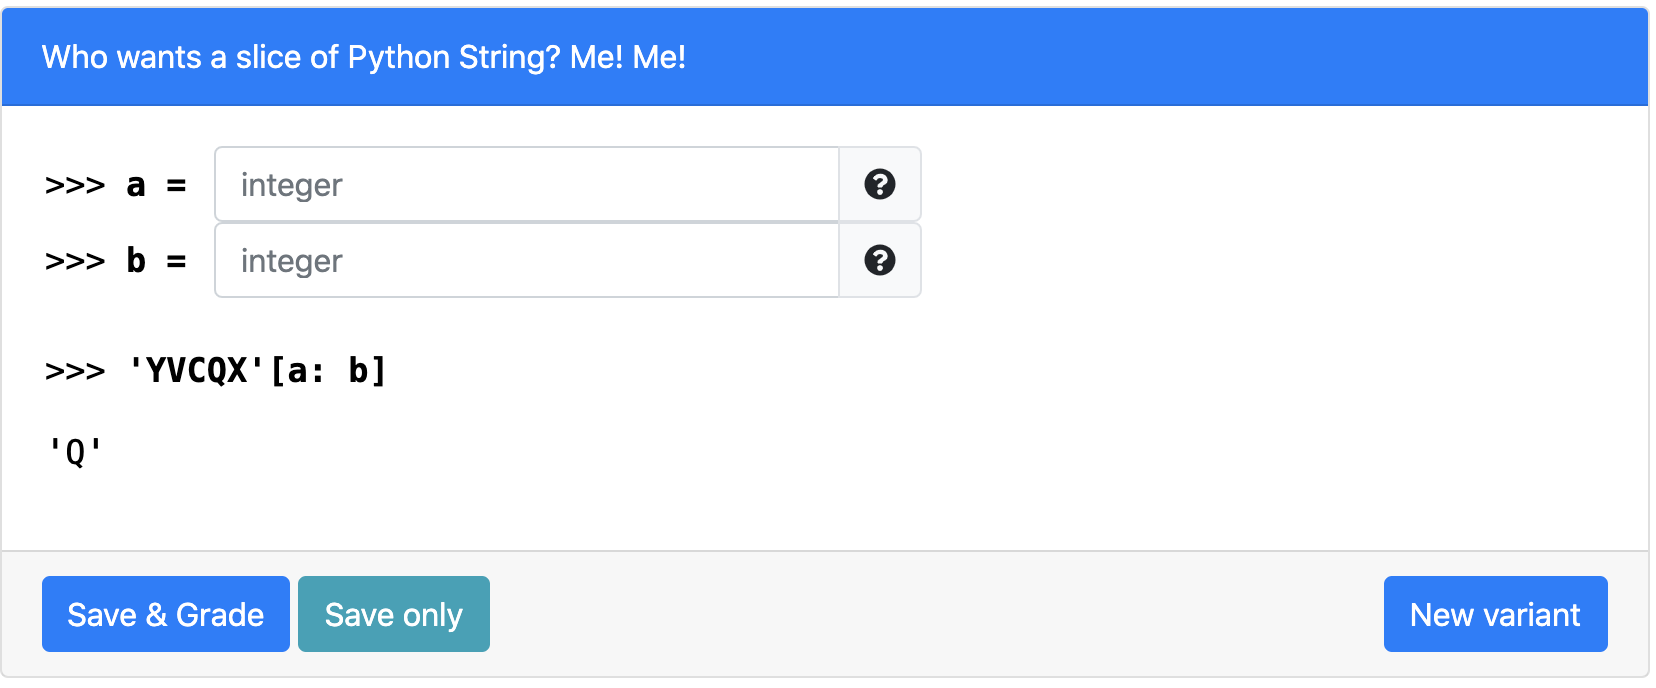 Who wants a slice of Python String? Me! Me!
>>> a = integer
>>> b = integer
>>> 'YVCQX'[a: b]
'Q'
Save & Grade Save only New variant